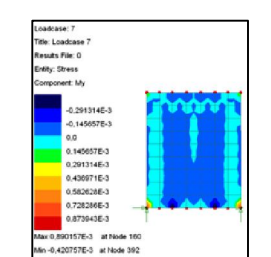 Loadcase: 7
Title: Loadcase 7
Results File: 0
Entity: Stress
Component: My
-0,291314E-3
-0,145657E-3
0,0
0,145657E-3
0,291314E-3
0,436971E-3
0,582628E-3
0,728286E-3
0,873943E-3
Max 0,890157E-3 at Node 160
Min -0,420757E-3 at Node 392